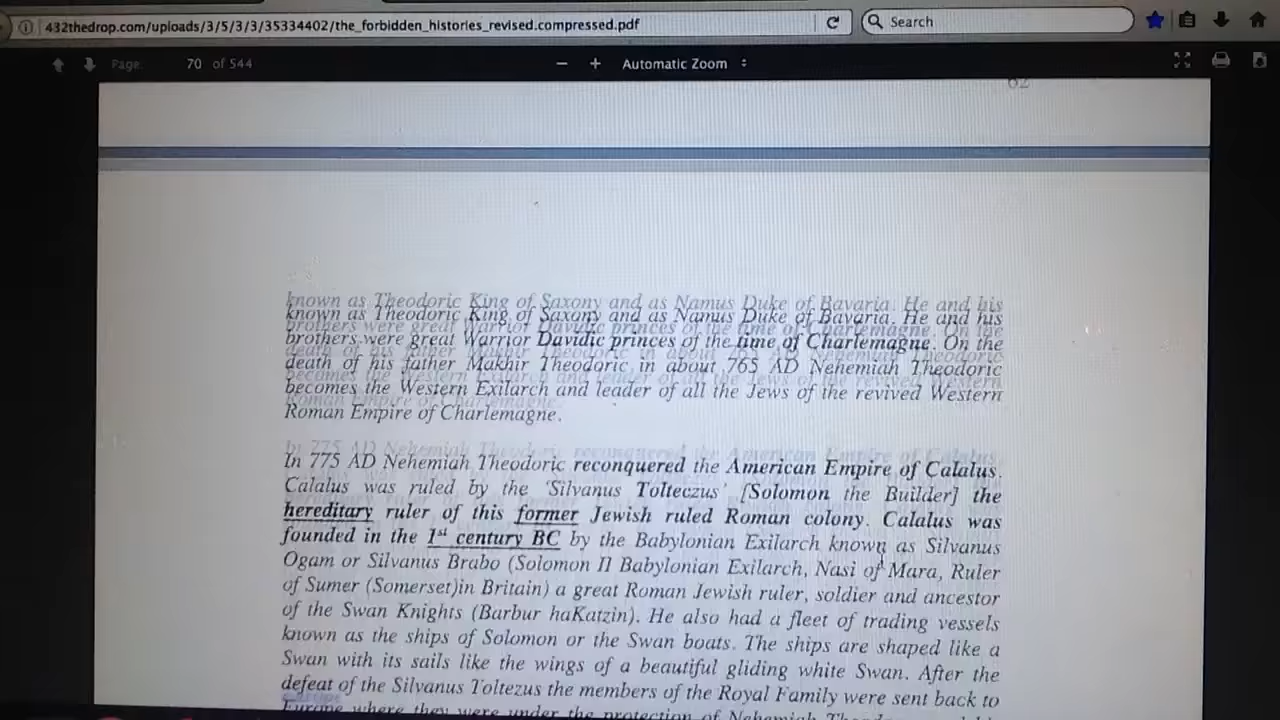 432thedrop.com/uploads/3/5/3/3/35334402/the_forbidden_histories_revised.compressed.pdf
Search
Page: 70 of 544
Automatic Zoom
62
known as Theodoric King of Saxony and as Namus Duke of Bavaria. He and his
brothers were great Warrior Davidic princes of the time of Charlemagne. On the
death of his father Makhir Theodoric in about 765 AD Nehemiah Theodoric
becomes the Western Exilarch and leader of all the Jews of the revived Western
Roman Empire of Charlemagne.
In 775 AD Nehemiah Theodoric reconquered the American Empire of Calalus.
Calalus was ruled by the 'Silvanus Tolteczus' [Solomon the Builder] the
hereditary ruler of this former Jewish ruled Roman colony. Calalus was
founded in the 1st century BC by the Babylonian Exilarch known as Silvanus
Ogam or Silvanus Brabo (Solomon II Babylonian Exilarch, Nasi of Mara, Ruler
of Sumer (Somerset)in Britain) a great Roman Jewish ruler, soldier and ancestor
of the Swan Knights (Barbur haKatzin). He also had a fleet of trading vessels
known as the ships of Solomon or the Swan boats. The ships are shaped like a
Swan with its sails like the wings of a beautiful gliding white Swan. After the
defeat of the Silvanus Toltezus the members of the Royal Family were sent back to
Europe where they were under the protection of Nehemiah